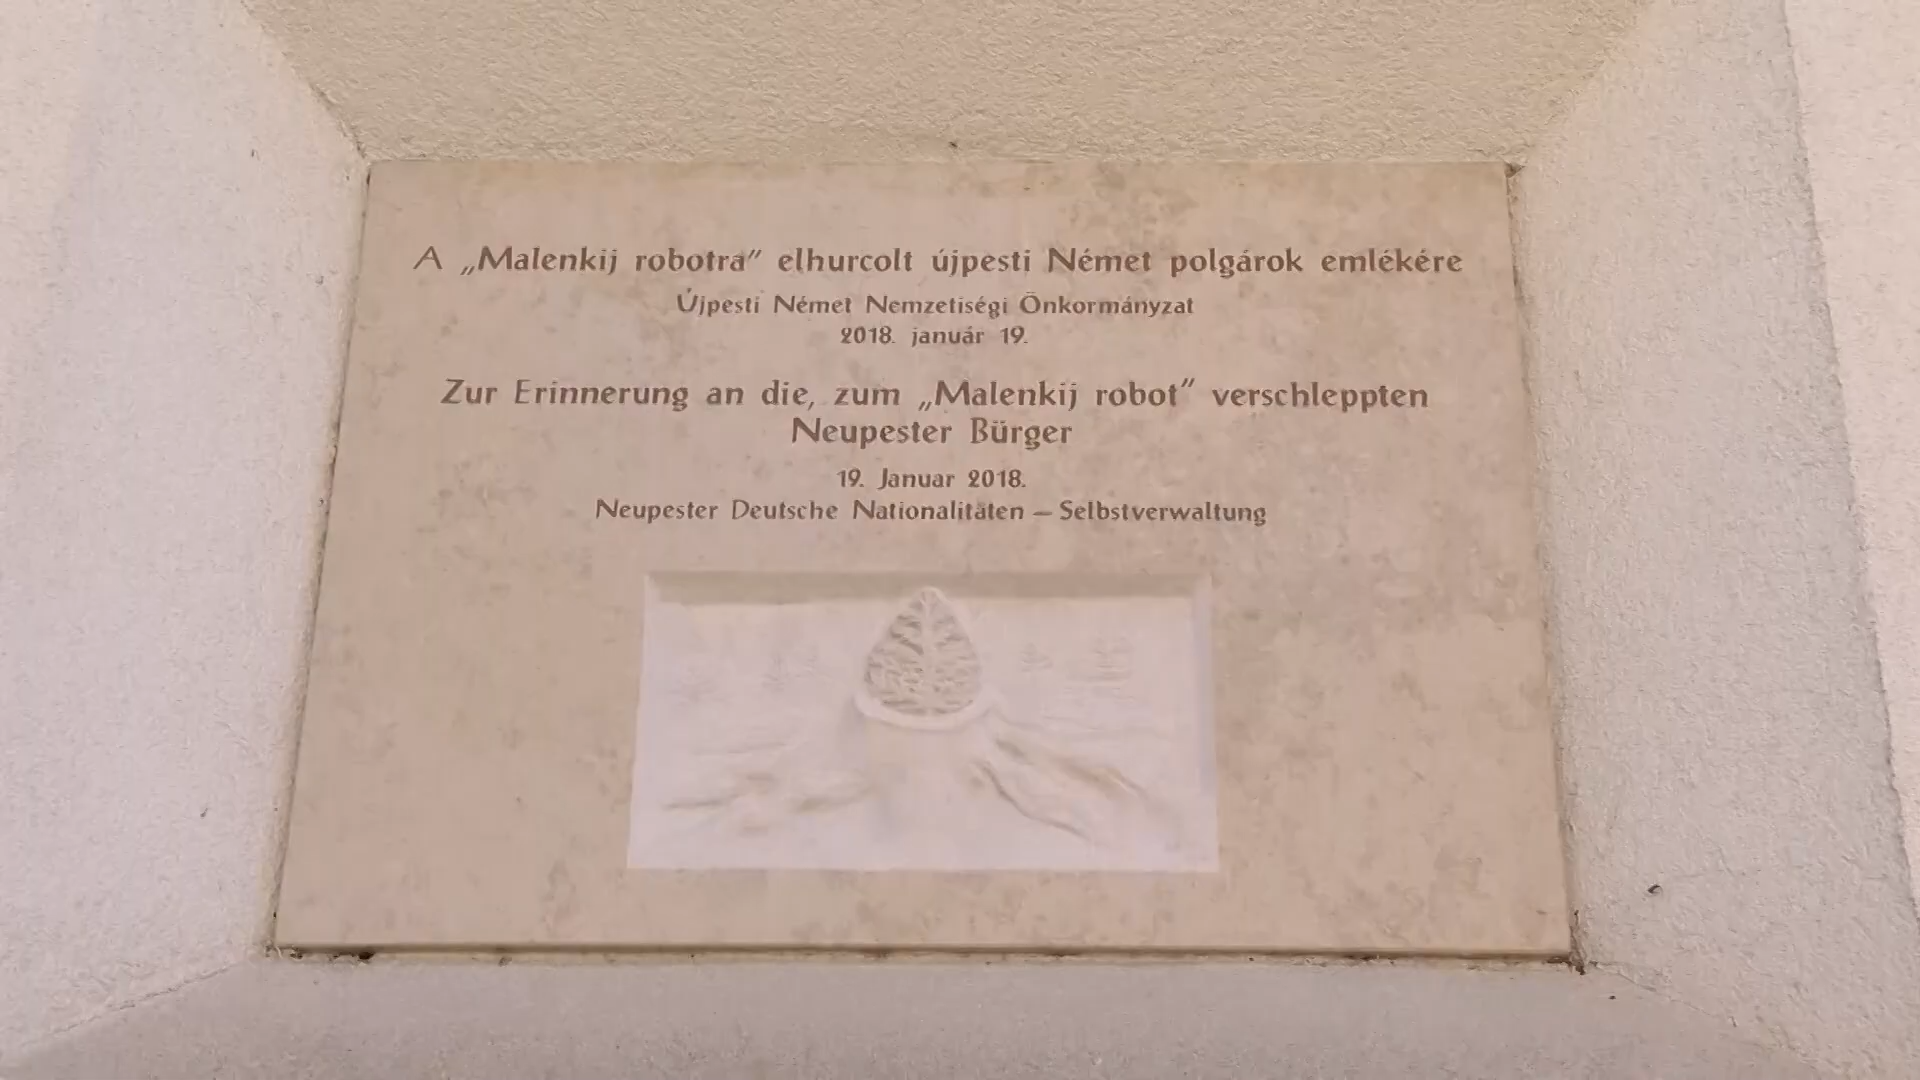 A „Malenkij robotra” elhurcolt újpesti Német polgárok emlékére
Újpesti Német Nemzetiségi Önkormányzat
2018. január 19.
Zur Erinnerung an die, zum „Malenkij robot” verschleppten
Neupester Bürger
19. Januar 2018.
Neupester Deutsche Nationalitäten – Selbstverwaltung